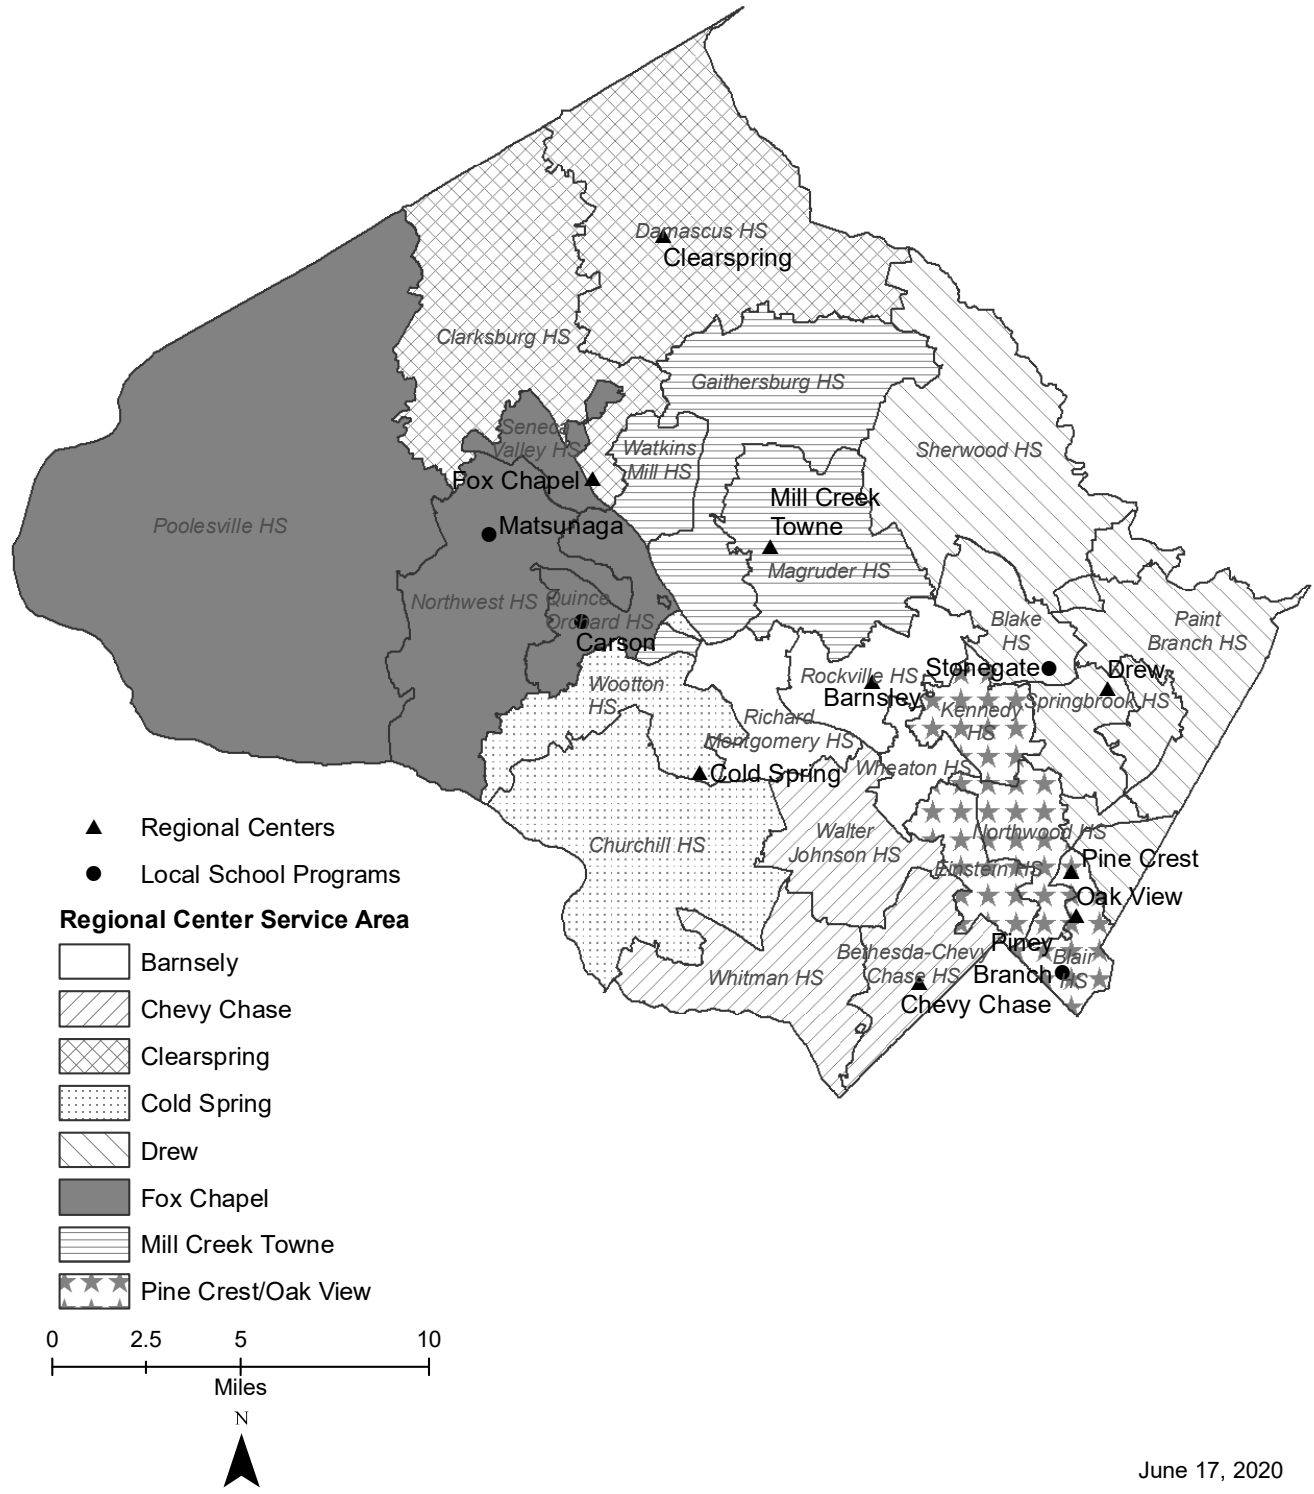 Damascus HS
Clearspring
Clarksburg HS
Gaithersburg HS
Seneca
Valley HS
Watkins
Mill HS
Sherwood HS
Fox Chapel
Mill Creek
Towne
Poolesville HS
Matsunaga
Magruder HS
Northwest HS
Quince
Orchard HS
Carson
Blake
HS
Paint
Branch HS
Rockville HS
Barnsley
Stonegate
Drew
Wootton
HS
Kennedy
HS
Springbrook HS
Richard
Montgomery HS
Cold Spring
Wheaton HS
Churchill HS
Walter
Johnson HS
Northwood HS
Einstein HS
Pine Crest
Oak View
Whitman HS
Bethesda-Chevy
Chase HS
Chevy Chase
Piney
Branch
Blair
HS
Regional Centers
Local School Programs
Regional Center Service Area
Barnsely
Chevy Chase
Clearspring
Cold Spring
Drew
Fox Chapel
Mill Creek Towne
Pine Crest/Oak View
0 2.5 5 10
Miles
N
June 17, 2020